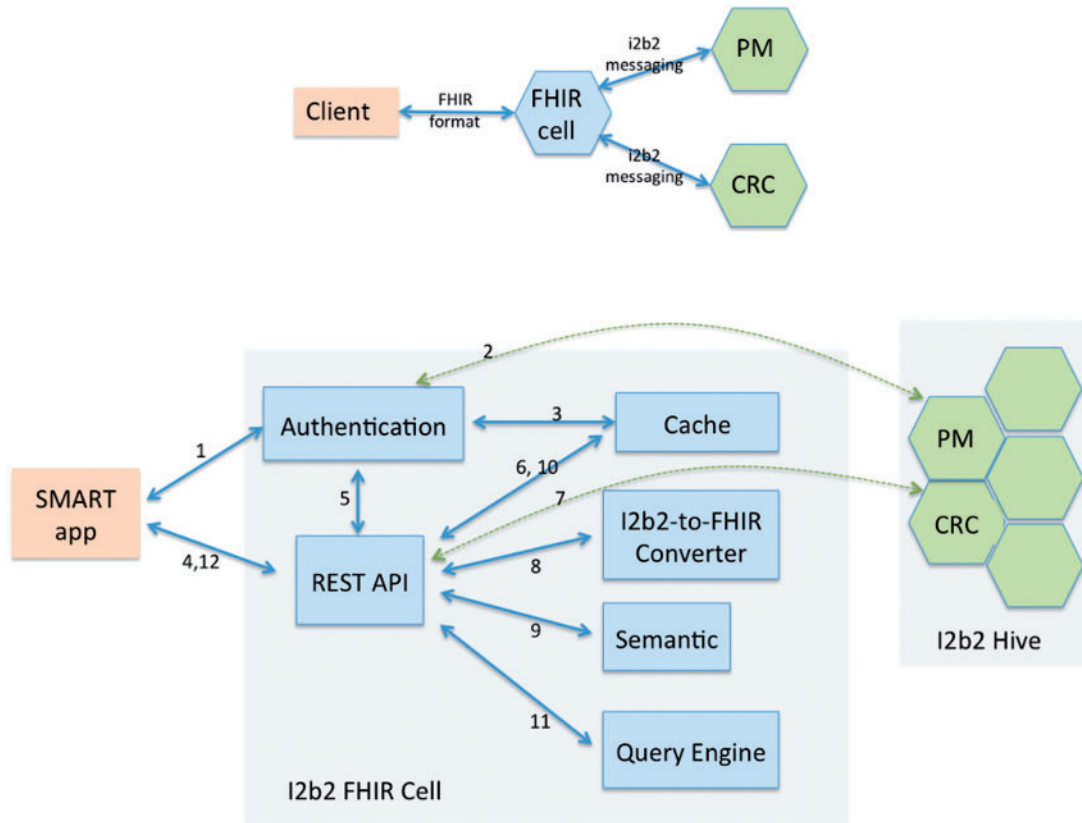 i2b2
messaging
PM
Client
FHIR
format
FHIR
cell
i2b2
messaging
CRC
2
Authentication
3
Cache
1
6, 10
PM
5
7
SMART
app
I2b2-to-FHIR
Converter
CRC
4,12
REST API
8
9
Semantic
I2b2 Hive
11
Query Engine
I2b2 FHIR Cell